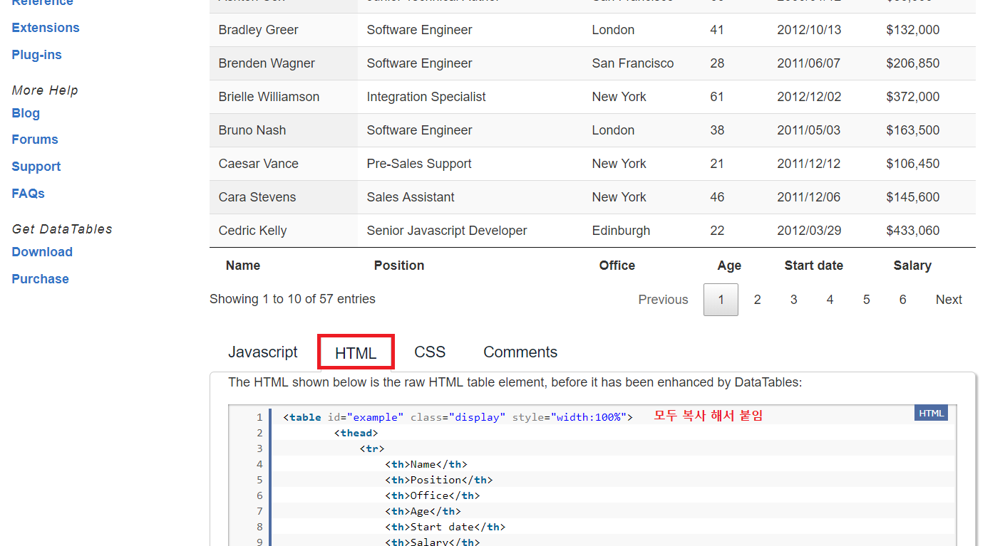 Reference
Extensions
Plug-ins
More Help
Blog
Forums
Support
FAQs
Get DataTables
Download
Purchase
Bradley Greer Software Engineer London 41 2012/10/13 $132,000
Brenden Wagner Software Engineer San Francisco 28 2011/06/07 $206,850
Brielle Williamson Integration Specialist New York 61 2012/12/02 $372,000
Bruno Nash Software Engineer London 38 2011/05/03 $163,500
Caesar Vance Pre-Sales Support New York 21 2011/12/12 $106,450
Cara Stevens Sales Assistant New York 46 2011/12/06 $145,600
Cedric Kelly Senior Javascript Developer Edinburgh 22 2012/03/29 $433,060
Name Position Office Age Start date Salary
Showing 1 to 10 of 57 entries Previous 1 2 3 4 5 6 Next
Javascript HTML CSS Comments
The HTML shown below is the raw HTML table element, before it has been enhanced by DataTables:
1 <table id="example" class="display" style="width:100%"> 모두 복사 해서 붙임 HTML
2 <thead>
3 <tr>
4 <th>Name</th>
5 <th>Position</th>
6 <th>Office</th>
7 <th>Age</th>
8 <th>Start date</th>
9 <th>Salary</th>